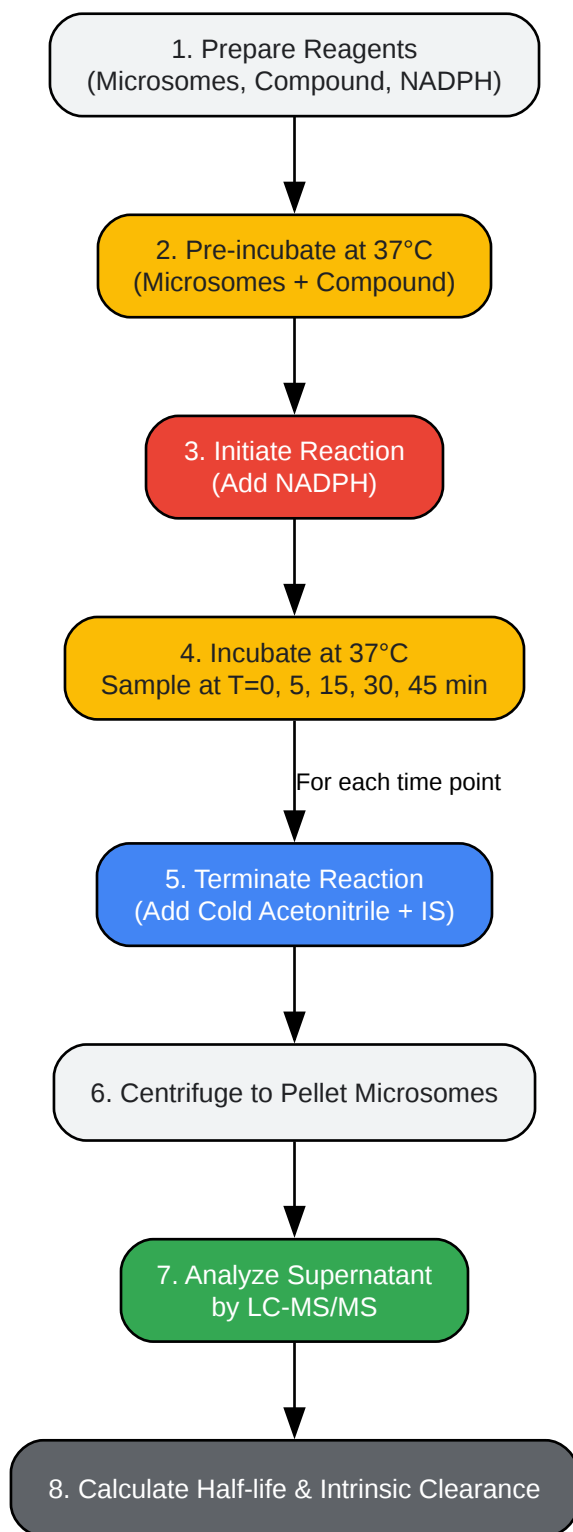 1. Prepare Reagents
(Microsomes, Compound, NADPH)
2. Pre-incubate at 37°C
(Microsomes + Compound)
3. Initiate Reaction
(Add NADPH)
4. Incubate at 37°C
Sample at T=0, 5, 15, 30, 45 min
For each time point
5. Terminate Reaction
(Add Cold Acetonitrile + IS)
6. Centrifuge to Pellet Microsomes
7. Analyze Supernatant
by LC-MS/MS
8. Calculate Half-life & Intrinsic Clearance